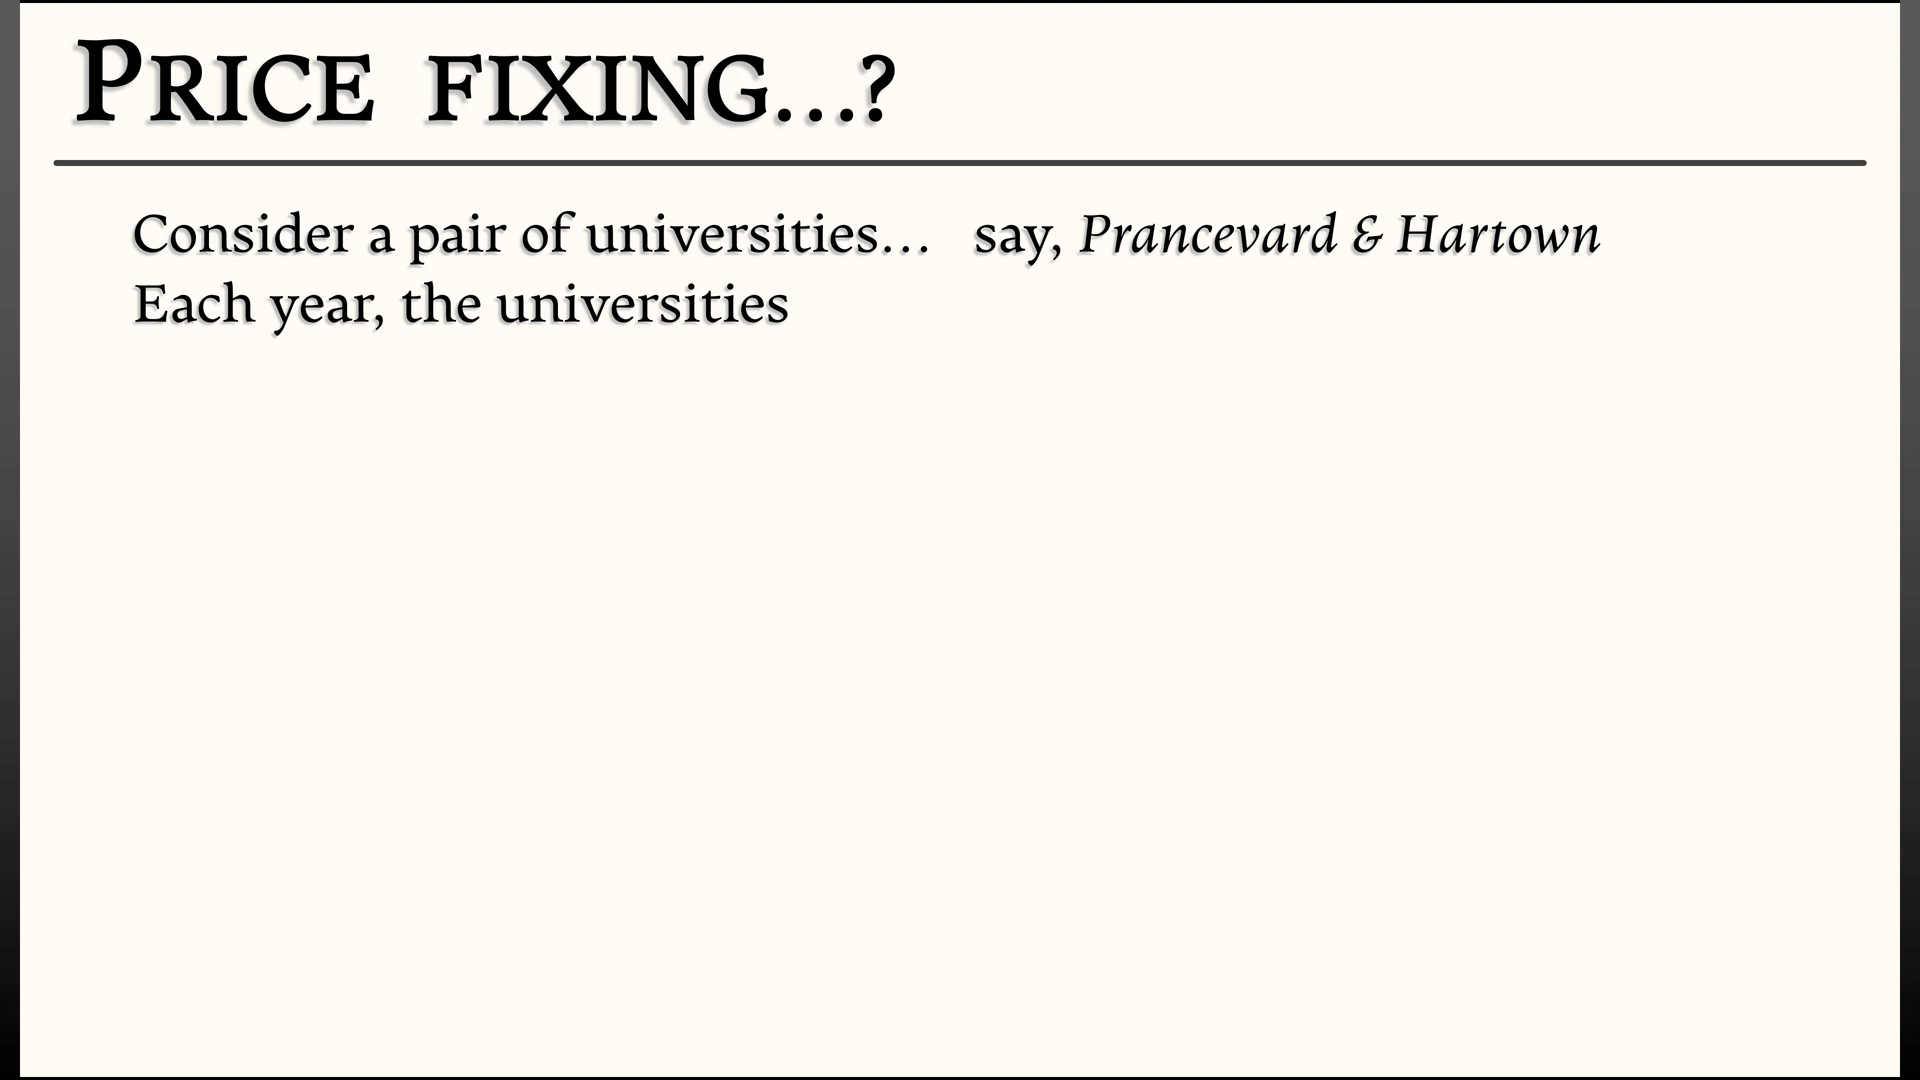 PRICE FIXING...?
Consider a pair of universities... say, Prancevard & Hartown
Each year, the universities